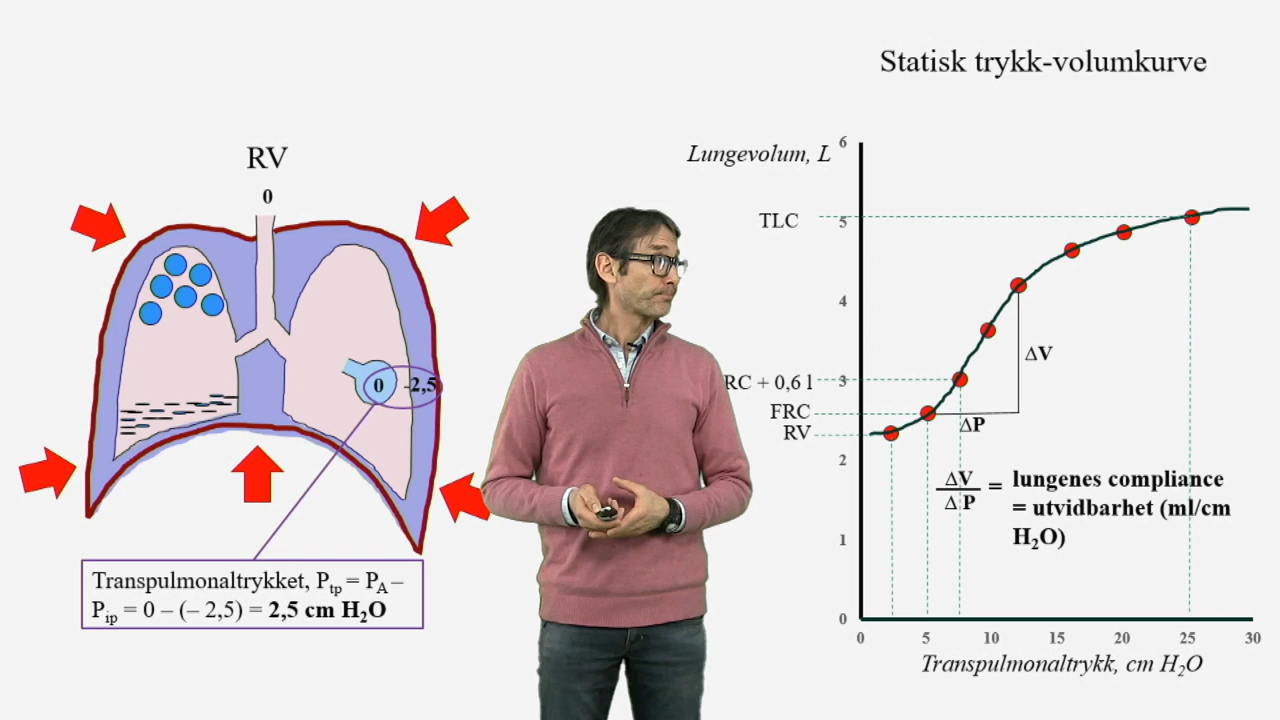 Statisk trykk-volumkurve
RV
0
0
-2,5
Transpulmonaltrykket, Ptp = PA –
Pip = 0 – (– 2,5) = 2,5 cm H2O
Lungevolum, L
6
TLC
5
4
RC + 0,6 l
3
FRC
RV
2
1
0
ΔV
ΔP
ΔV
ΔP
= lungenes compliance
= utvidbarhet (ml/cm
H2O)
0 5 10 15 20 25 30
Transpulmonaltrykk, cm H2O